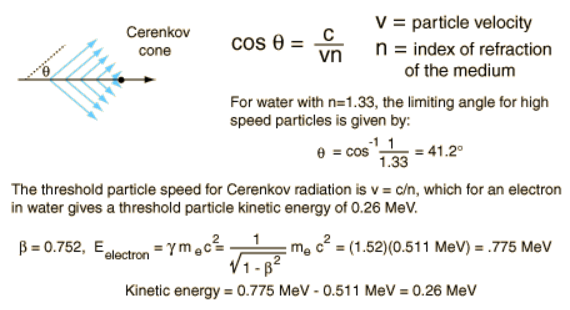 Cerenkov
cone
θ
cos θ = c / vn
v = particle velocity
n = index of refraction
of the medium
For water with n=1.33, the limiting angle for high
speed particles is given by:
θ = cos⁻¹ 1 / 1.33 = 41.2°
The threshold particle speed for Cerenkov radiation is v = c/n, which for an electron
in water gives a threshold particle kinetic energy of 0.26 MeV.
β = 0.752, E electron = γ mₑc² = 1 / √(1 - β²) mₑ c² = (1.52)(0.511 MeV) = .775 MeV
Kinetic energy = 0.775 MeV - 0.511 MeV = 0.26 MeV